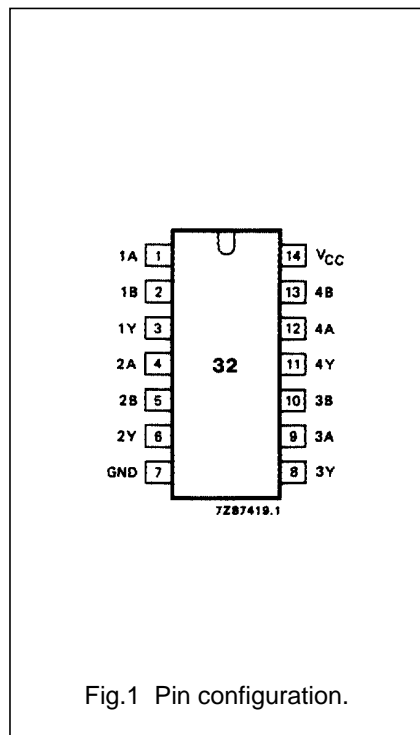 1A 1 14 VCC
1B 2 13 4B
1Y 3 12 4A
2A 4 32 11 4Y
2B 5 10 3B
2Y 6 9 3A
GND 7 8 3Y
7Z87419.1
Fig.1 Pin configuration.